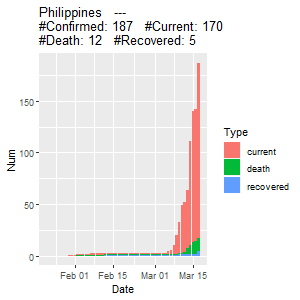 Philippines   ---
#Confirmed: 187   #Current: 170
#Death: 12   #Recovered: 5
Num
150
100
50
0
Feb 01
Feb 15
Mar 01
Mar 15
Date
Type
current
death
recovered